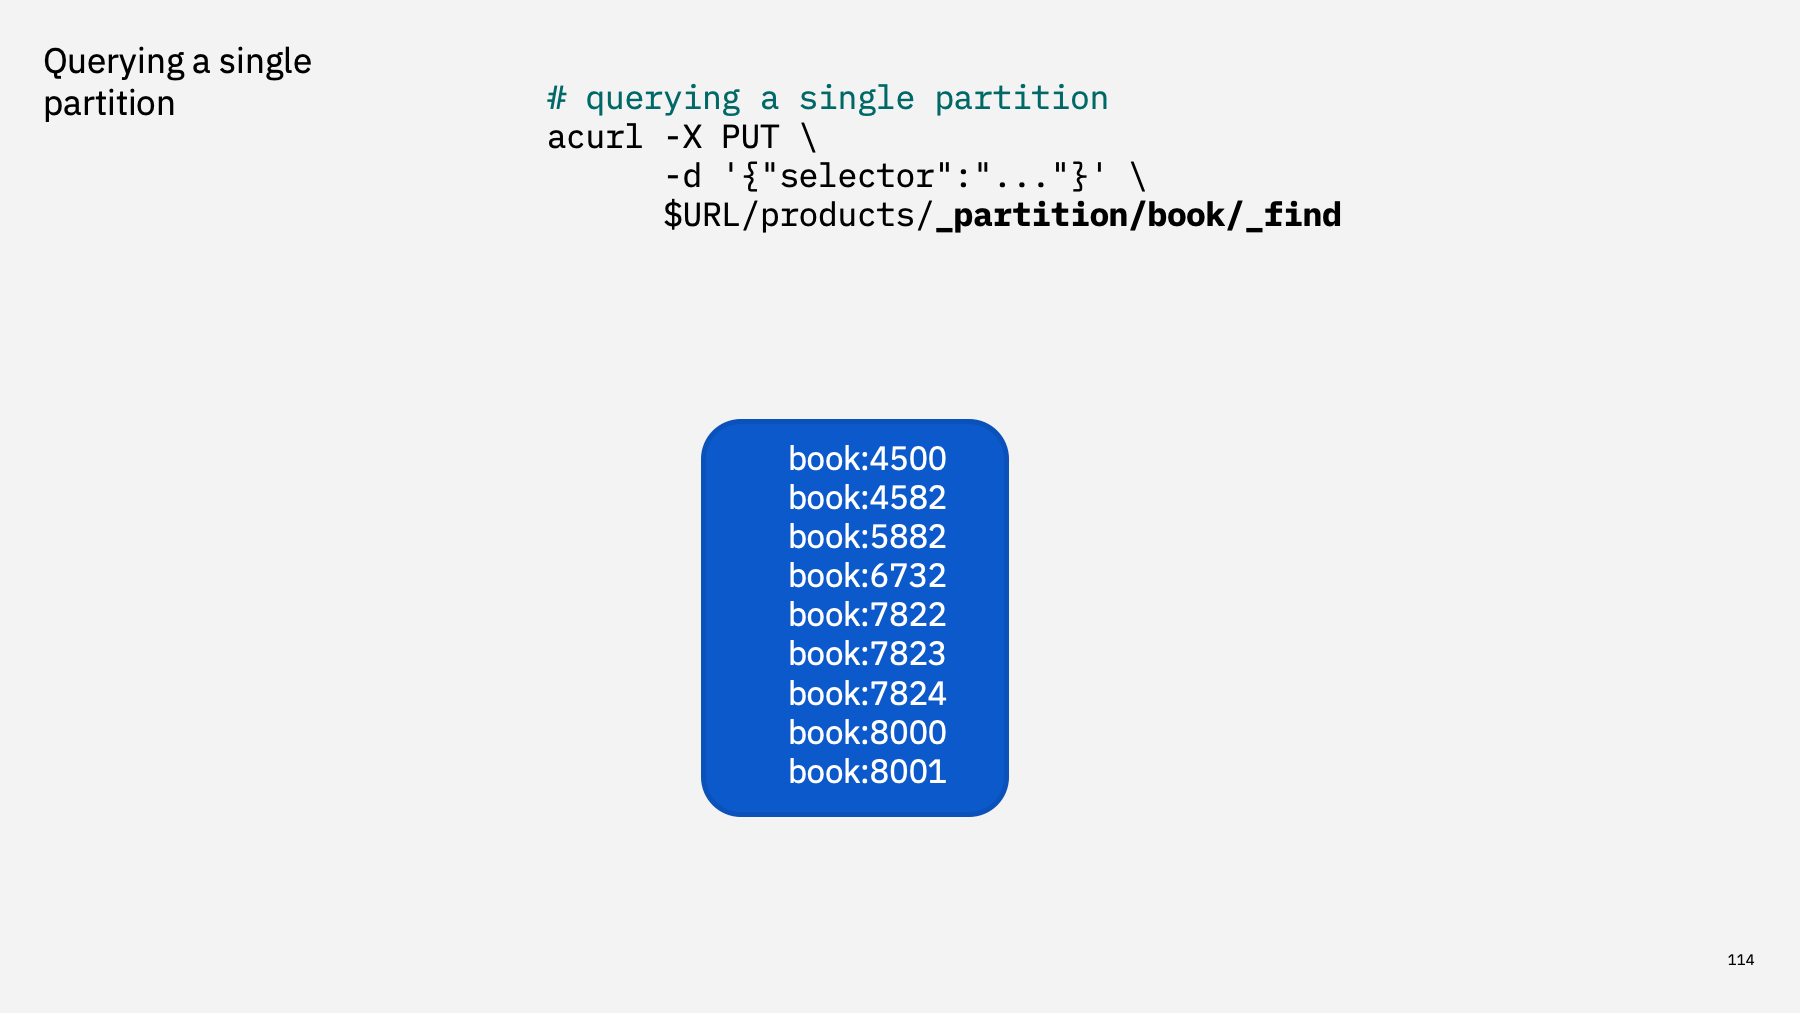 Querying a single
partition
# querying a single partition
acurl -X PUT \
-d '{"selector":"..."}' \
$URL/products/_partition/book/_find
book:4500
book:4582
book:5882
book:6732
book:7822
book:7823
book:7824
book:8000
book:8001
114